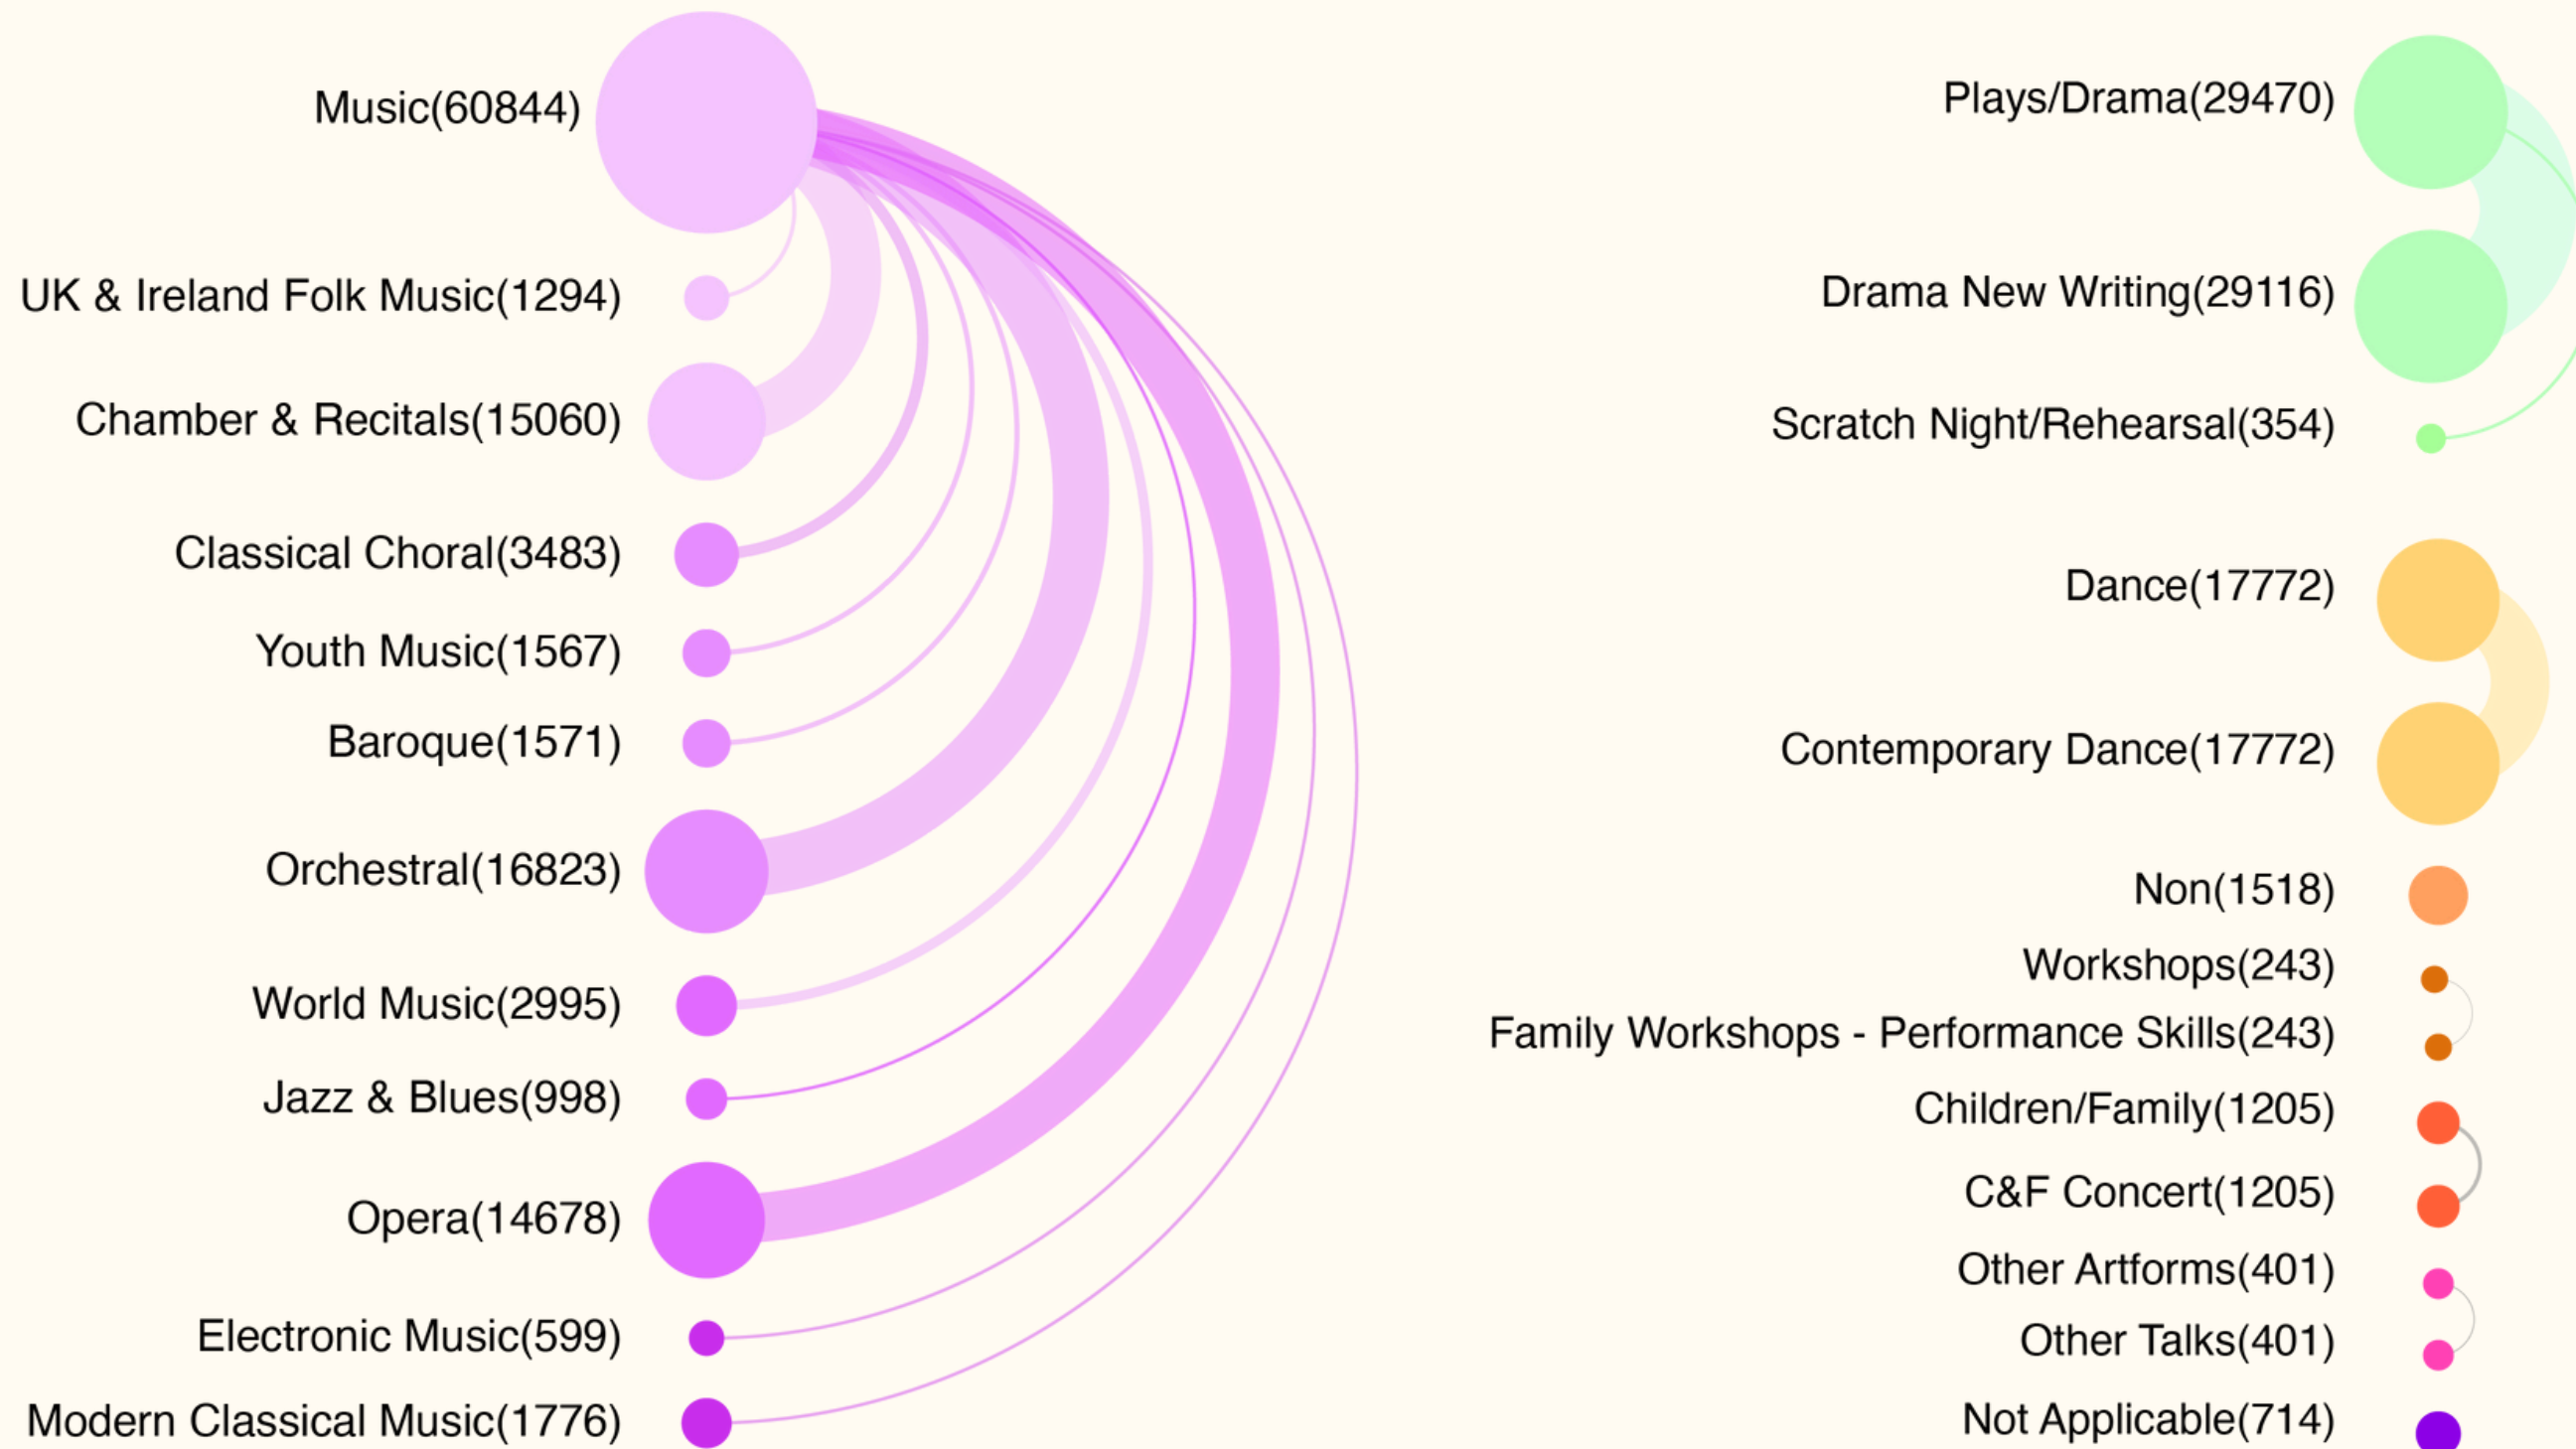 Music(60844)
UK & Ireland Folk Music(1294)
Chamber & Recitals(15060)
Classical Choral(3483)
Youth Music(1567)
Baroque(1571)
Orchestral(16823)
World Music(2995)
Jazz & Blues(998)
Opera(14678)
Electronic Music(599)
Modern Classical Music(1776)
Plays/Drama(29470)
Drama New Writing(29116)
Scratch Night/Rehearsal(354)
Dance(17772)
Contemporary Dance(17772)
Non(1518)
Workshops(243)
Family Workshops - Performance Skills(243)
Children/Family(1205)
C&F Concert(1205)
Other Artforms(401)
Other Talks(401)
Not Applicable(714)